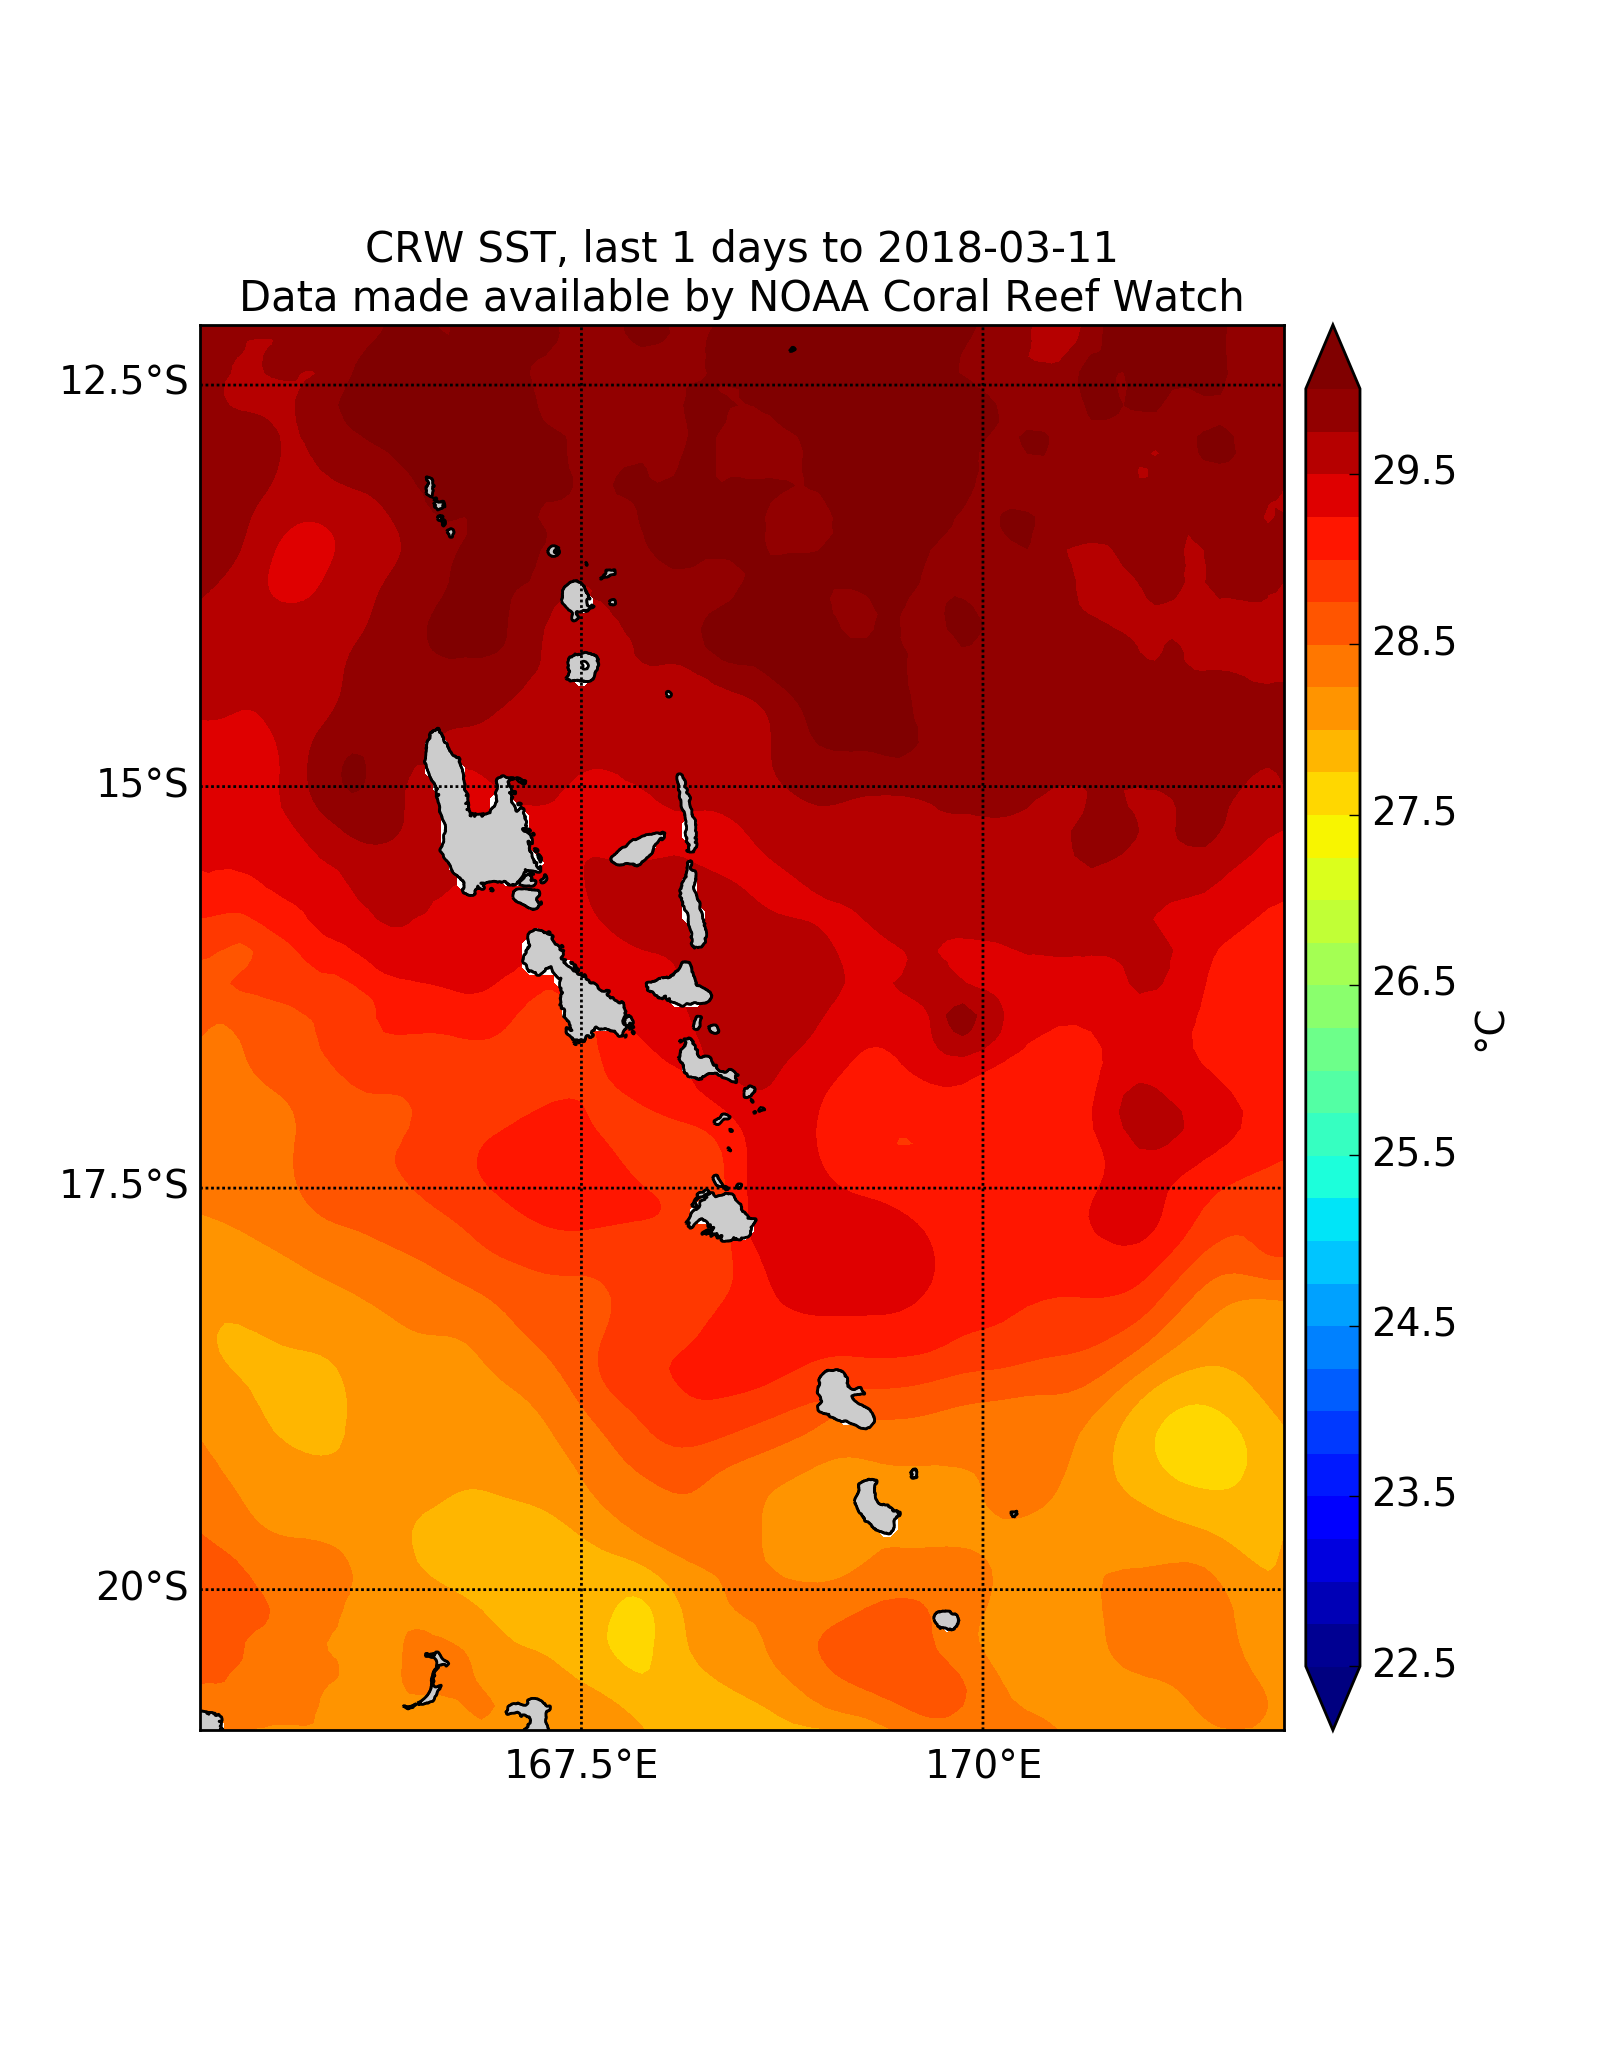 CRW SST, last 1 days to 2018-03-11
Data made available by NOAA Coral Reef Watch
12.5°S
15°S
17.5°S
20°S
167.5°E
170°E
29.5
28.5
27.5
26.5
25.5
24.5
23.5
22.5
°C